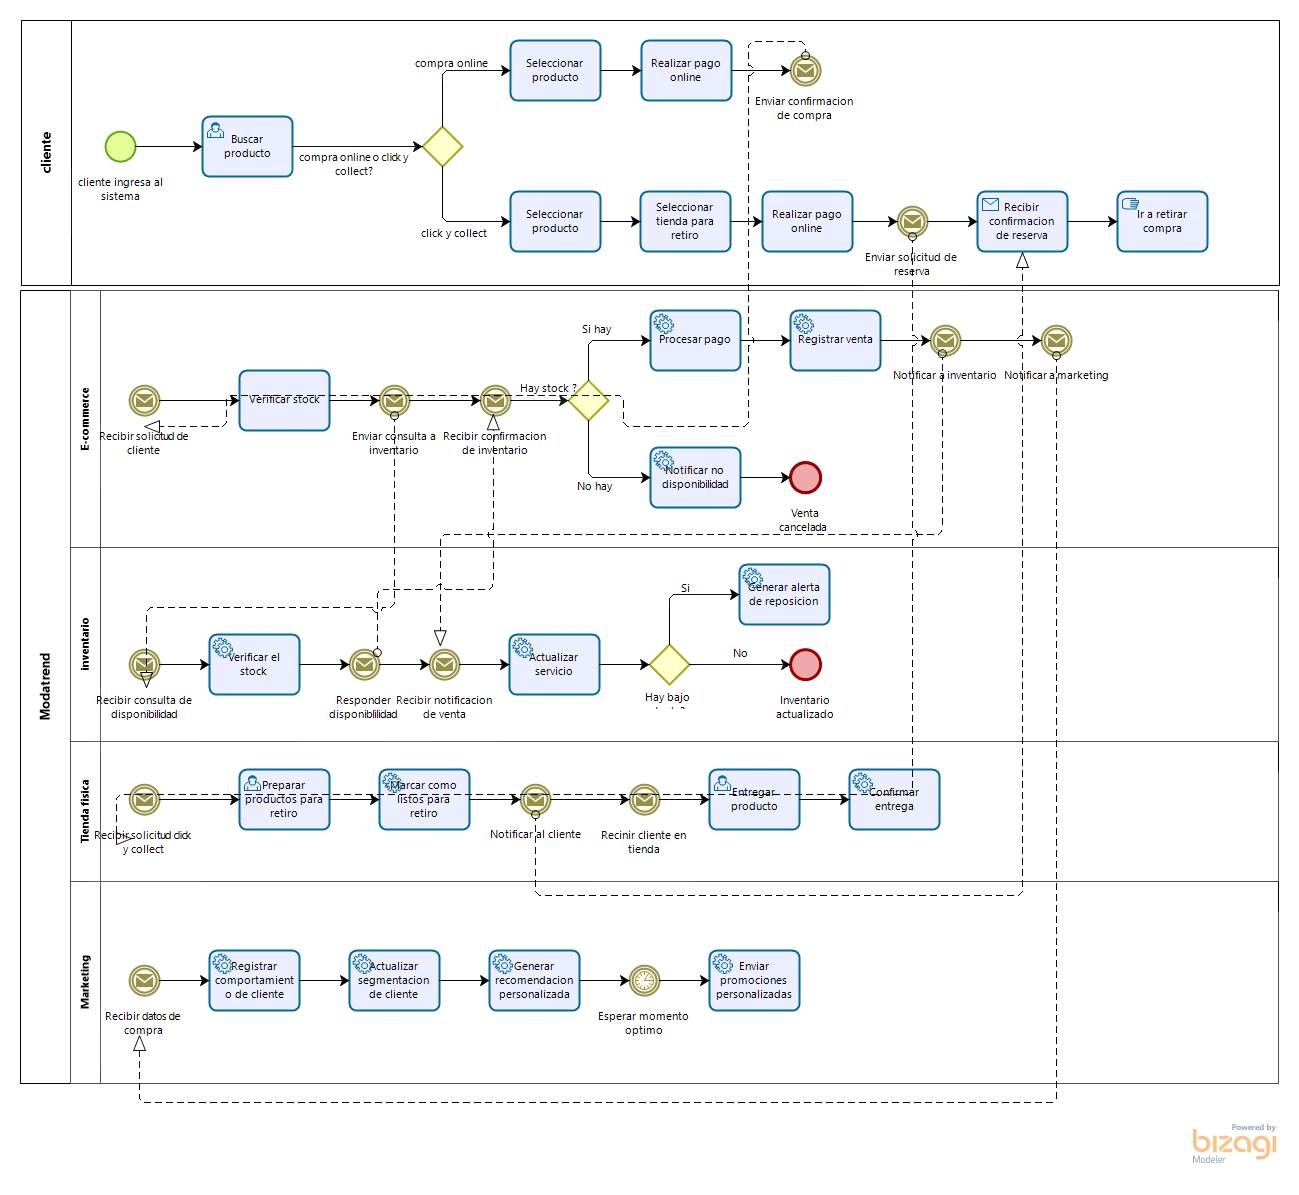 cliente
cliente ingresa al
sistema
Buscar
producto
compra online o click y
collect?
compra online
Seleccionar
producto
Realizar pago
online
Enviar confirmacion
de compra
click y collect
Seleccionar
producto
Seleccionar
tienda para
retiro
Realizar pago
online
Enviar solicitud de
reserva
Recibir
confirmacion
de reserva
Ir a retirar
compra
Modatrend
E-commerce
Recibir solicitud de
cliente
Verificar stock
Enviar consulta a
inventario
Recibir confirmacion
de inventario
Hay stock ?
Si hay
Procesar pago
Registrar venta
Notificar a inventario
Notificar a marketing
No hay
Notificar no
disponibilidad
Venta
cancelada
Inventario
Recibir consulta de
disponibilidad
Verificar el
stock
Responder
disponiblilidad
Recibir notificacion
de venta
Actualizar
servicio
Hay bajo
Si
Generar alerta
de reposicion
No
Inventario
actualizado
Tienda fisica
Recibir solicitud click
y collect
Preparar
productos para
retiro
Marcar como
listos para
retiro
Notificar al cliente
Recinir cliente en
tienda
Entregar
producto
Confirmar
entrega
Marketing
Recibir datos de
compra
Registrar
comportamient
o de cliente
Actualizar
segmentacion
de cliente
Generar
recomendacion
personalizada
Esperar momento
optimo
Enviar
promociones
personalizadas
Powered by
bizagi
Modeler